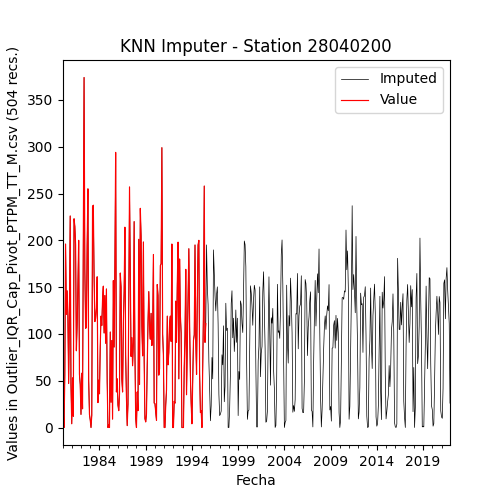 KNN Imputer - Station 28040200
Imputed
Value
Values in Outlier_IQR_Cap_Pivot_PTPM_TT_M.csv (504 recs.)
350
300
250
200
150
100
50
0
1984 1989 1994 1999 2004 2009 2014 2019
Fecha